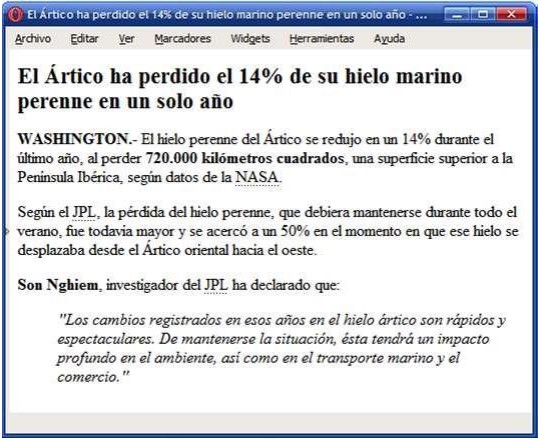 El Ártico ha perdido el 14% de su hielo marino perenne en un solo año - ...
Archivo Editar Ver Marcadores Widgets Herramientas Ayuda
El Ártico ha perdido el 14% de su hielo marino
perenne en un solo año
WASHINGTON.- El hielo perenne del Ártico se redujo en un 14% durante el
último año, al perder 720.000 kilómetros cuadrados, una superficie superior a la
Peninsula Ibérica, según datos de la NASA.
Según el JPL, la pérdida del hielo perenne, que debiera mantenerse durante todo el
verano, fue todavia mayor y se acercó a un 50% en el momento en que ese hielo se
desplazaba desde el Ártico oriental hacia el oeste.
Son Nghiem, investigador del JPL ha declarado que:
"Los cambios registrados en esos años en el hielo ártico son rápidos y
espectaculares. De mantenerse la situación, ésta tendrá un impacto
profundo en el ambiente, así como en el transporte marino y el
comercio."